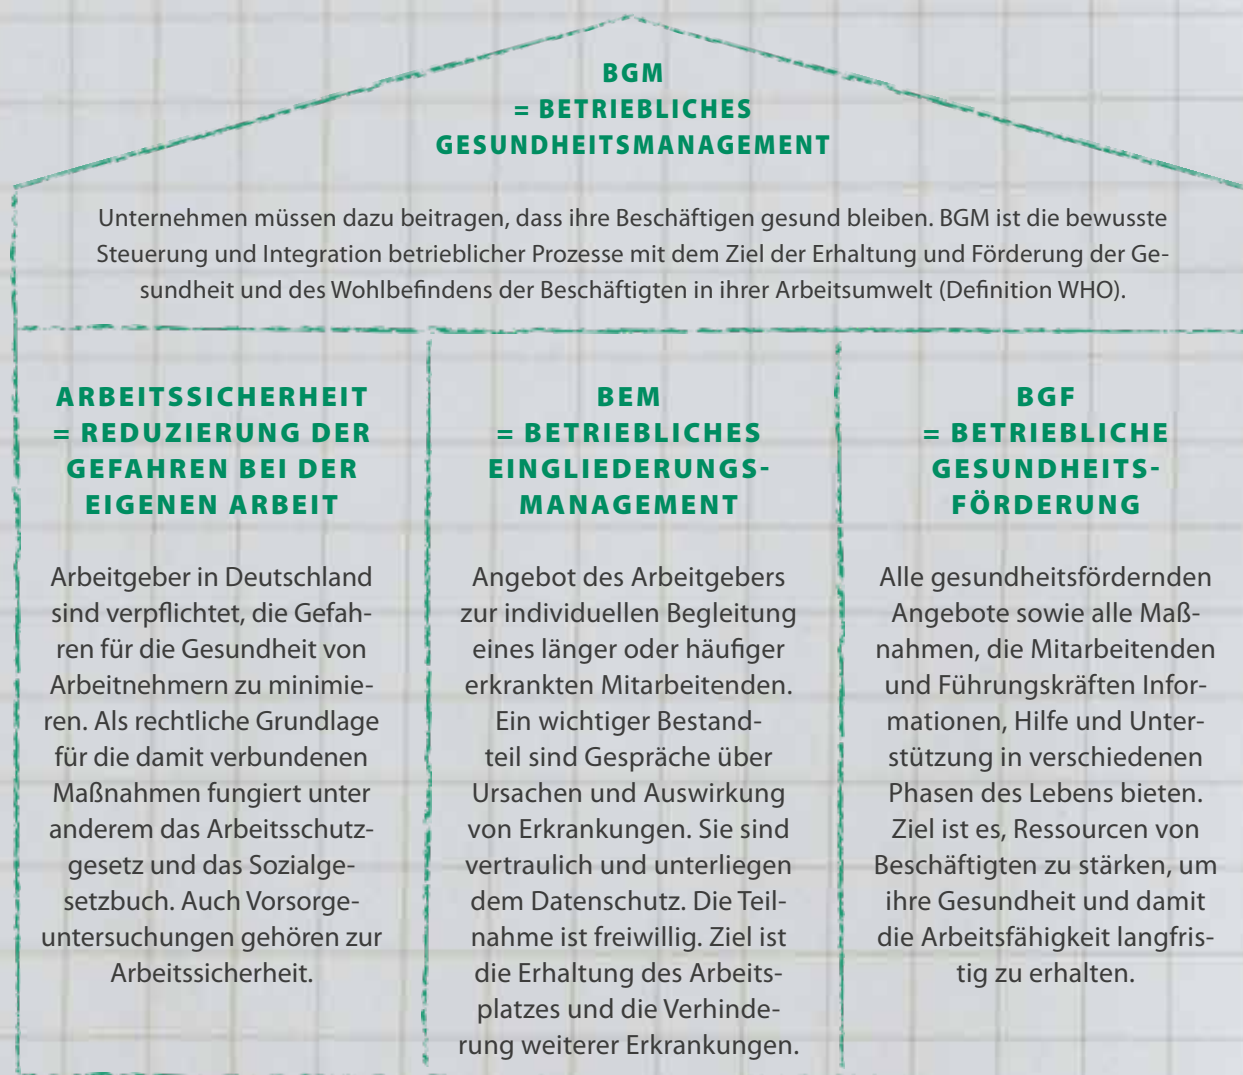 BGM
= BETRIEBLICHES
GESUNDHEITSMANAGEMENT
Unternehmen müssen dazu beitragen, dass ihre Beschäftigen gesund bleiben. BGM ist die bewusste
Steuerung und Integration betrieblicher Prozesse mit dem Ziel der Erhaltung und Förderung der Ge-
sundheit und des Wohlbefindens der Beschäftigten in ihrer Arbeitsumwelt (Definition WHO).
ARBEITSSICHERHEIT
= REDUZIERUNG DER
GEFAHREN BEI DER
EIGENEN ARBEIT
Arbeitgeber in Deutschland
sind verpflichtet, die Gefah-
ren für die Gesundheit von
Arbeitnehmern zu minimie-
ren. Als rechtliche Grundlage
für die damit verbundenen
Maßnahmen fungiert unter
anderem das Arbeitsschutz-
gesetz und das Sozialge-
setzbuch. Auch Vorsorge-
untersuchungen gehören zur
Arbeitssicherheit.
BEM
= BETRIEBLICHES
EINGLIEDERUNGS-
MANAGEMENT
Angebot des Arbeitgebers
zur individuellen Begleitung
eines länger oder häufiger
erkrankten Mitarbeitenden.
Ein wichtiger Bestand-
teil sind Gespräche über
Ursachen und Auswirkung
von Erkrankungen. Sie sind
vertraulich und unterliegen
dem Datenschutz. Die Teil-
nahme ist freiwillig. Ziel ist
die Erhaltung des Arbeits-
platzes und die Verhinde-
rung weiterer Erkrankungen.
BGF
= BETRIEBLICHE
GESUNDHEITS-
FÖRDERUNG
Alle gesundheitsfördernden
Angebote sowie alle Maß-
nahmen, die Mitarbeitenden
und Führungskräften Infor-
mationen, Hilfe und Unter-
stützung in verschiedenen
Phasen des Lebens bieten.
Ziel ist es, Ressourcen von
Beschäftigten zu stärken, um
ihre Gesundheit und damit
die Arbeitsfähigkeit langfris-
tig zu erhalten.